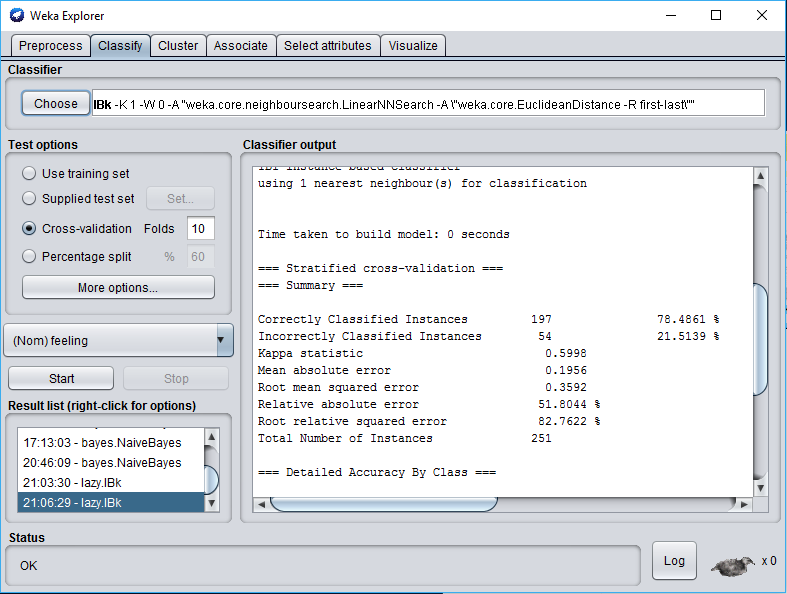 Weka Explorer
Preprocess Classify Cluster Associate Select attributes Visualize
Classifier
Choose IBk -K 1 -W 0 -A "weka.core.neighboursearch.LinearNNSearch -A \"weka.core.EuclideanDistance -R first-last\""
Test options
Use training set
Supplied test set Set...
Cross-validation Folds 10
Percentage split % 60
More options...
(Nom) feeling
Start Stop
Result list (right-click for options)
17:13:03 - bayes.NaiveBayes
20:46:09 - bayes.NaiveBayes
21:03:30 - lazy.IBk
21:06:29 - lazy.IBk
Classifier output
IB1 instance-based classifier
using 1 nearest neighbour(s) for classification
Time taken to build model: 0 seconds
=== Stratified cross-validation ===
=== Summary ===
Correctly Classified Instances 197 78.4861 %
Incorrectly Classified Instances 54 21.5139 %
Kappa statistic 0.5998
Mean absolute error 0.1956
Root mean squared error 0.3592
Relative absolute error 51.8044 %
Root relative squared error 82.7622 %
Total Number of Instances 251
=== Detailed Accuracy By Class ===
Status
OK
Log x 0